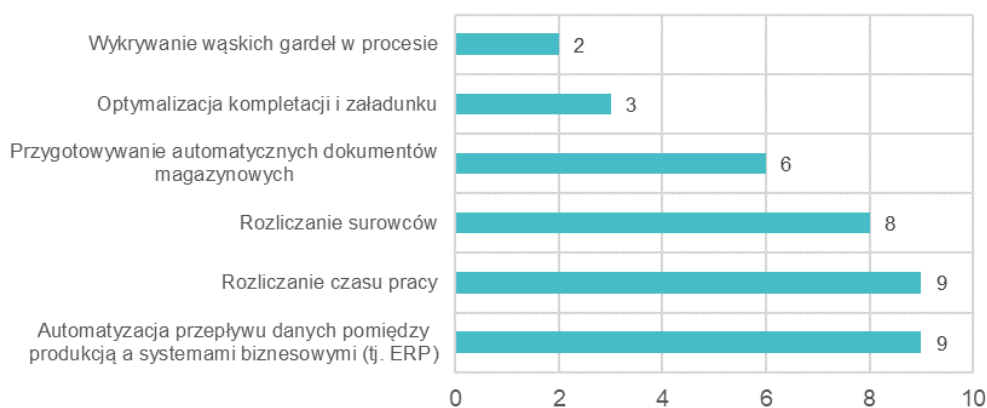 Wykrywanie wąskich gardeł w procesie
2
Optymalizacja kompletacji i załadunku
3
Przygotowywanie automatycznych dokumentów
magazynowych
6
Rozliczanie surowców
8
Rozliczanie czasu pracy
9
Automatyzacja przepływu danych pomiędzy
produkcją a systemami biznesowymi (tj. ERP)
9
0 2 4 6 8 10